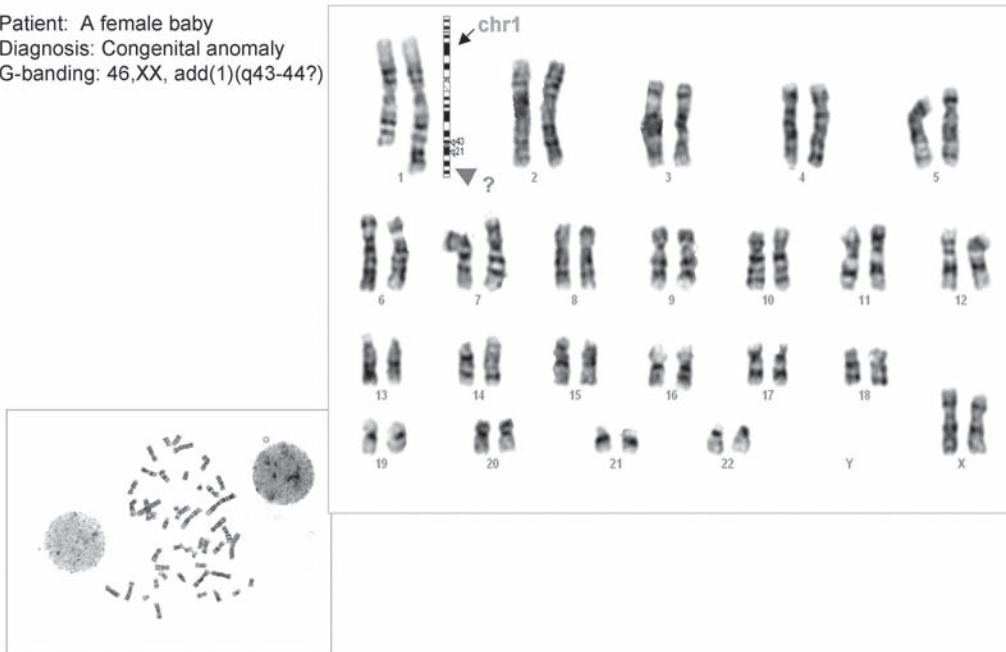 Patient: A female baby
Diagnosis: Congenital anomaly
G-banding: 46,XX, add(1)(q43-44?)
chr1
q43
q21
?
1 2 3 4 5
6 7 8 9 10 11 12
13 14 15 16 17 18
19 20 21 22 Y X